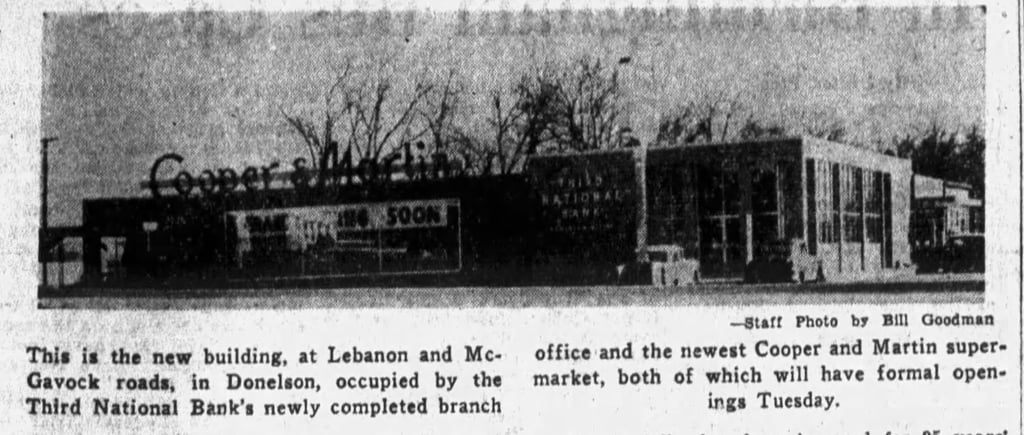 Cooper & Martin
SOON
THIRD
NATIONAL
BANK
—Staff Photo by Bill Goodman
This is the new building, at Lebanon and Mc-
Gavock roads, in Donelson, occupied by the
Third National Bank's newly completed branch
office and the newest Cooper and Martin super-
market, both of which will have formal open-
ings Tuesday.